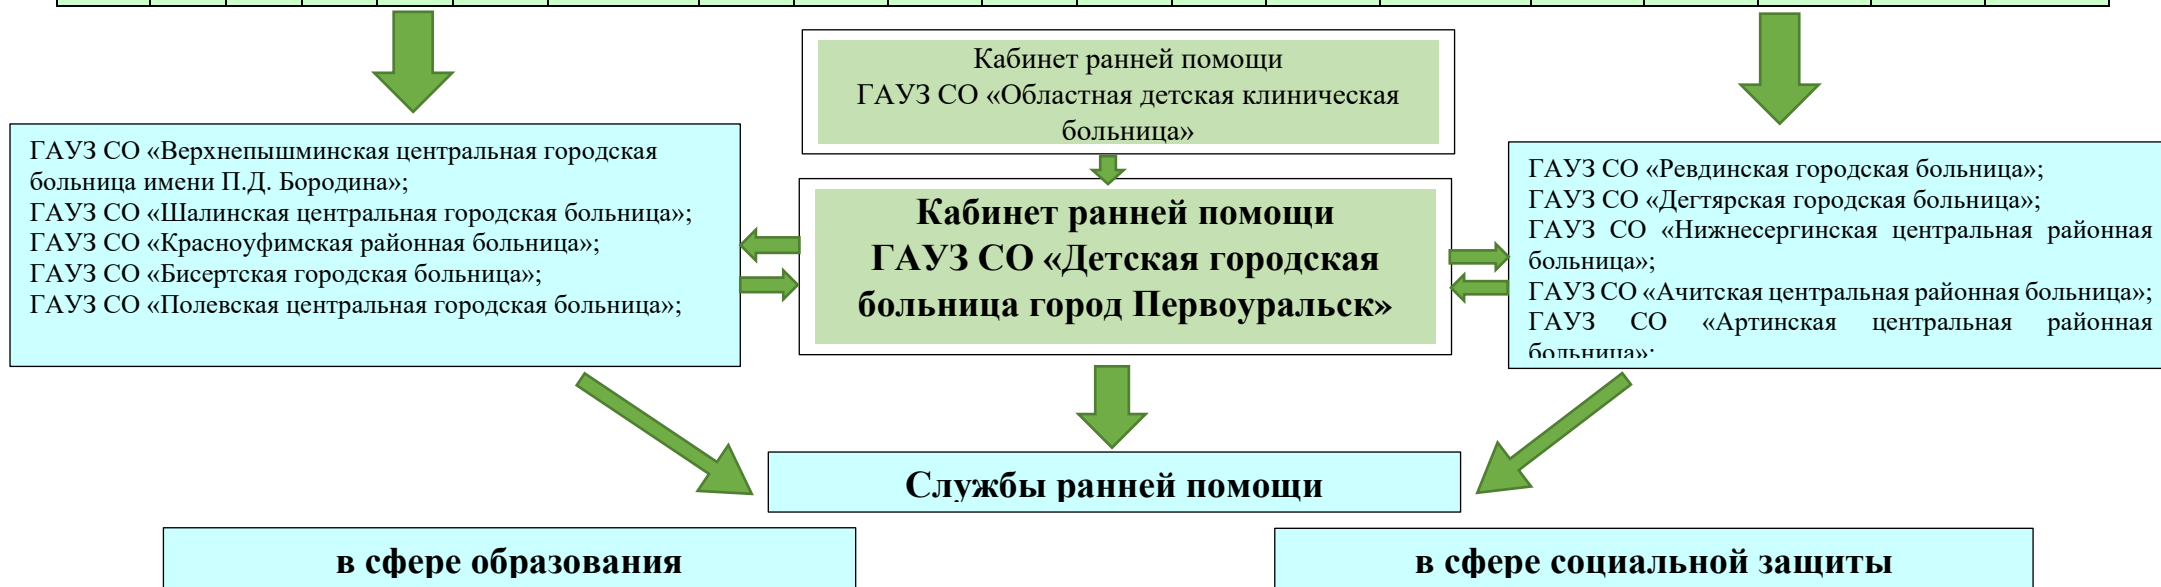 Кабинет ранней помощи
ГАУЗ СО «Областная детская клиническая
больница»
ГАУЗ СО «Верхнепышминская центральная городская
больница имени П.Д. Бородина»;
ГАУЗ СО «Шалинская центральная городская больница»;
ГАУЗ СО «Красноуфимская районная больница»;
ГАУЗ СО «Бисертская городская больница»;
ГАУЗ СО «Полевская центральная городская больница»;
Кабинет ранней помощи
ГАУЗ СО «Детская городская
больница город Первоуральск»
ГАУЗ СО «Ревдинская городская больница»;
ГАУЗ СО «Дегтярская городская больница»;
ГАУЗ СО «Нижнесергинская центральная районная
больница»;
ГАУЗ СО «Ачитская центральная районная больница»;
ГАУЗ СО «Артинская центральная районная
больница»;
Службы ранней помощи
в сфере образования
в сфере социальной защиты